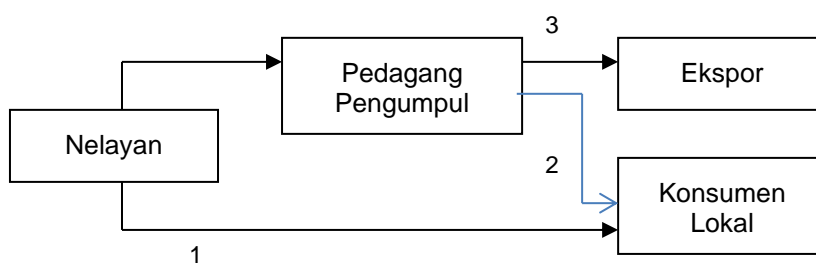 3
Pedagang
Pengumpul
Ekspor
Nelayan
2
Konsumen
Lokal
1